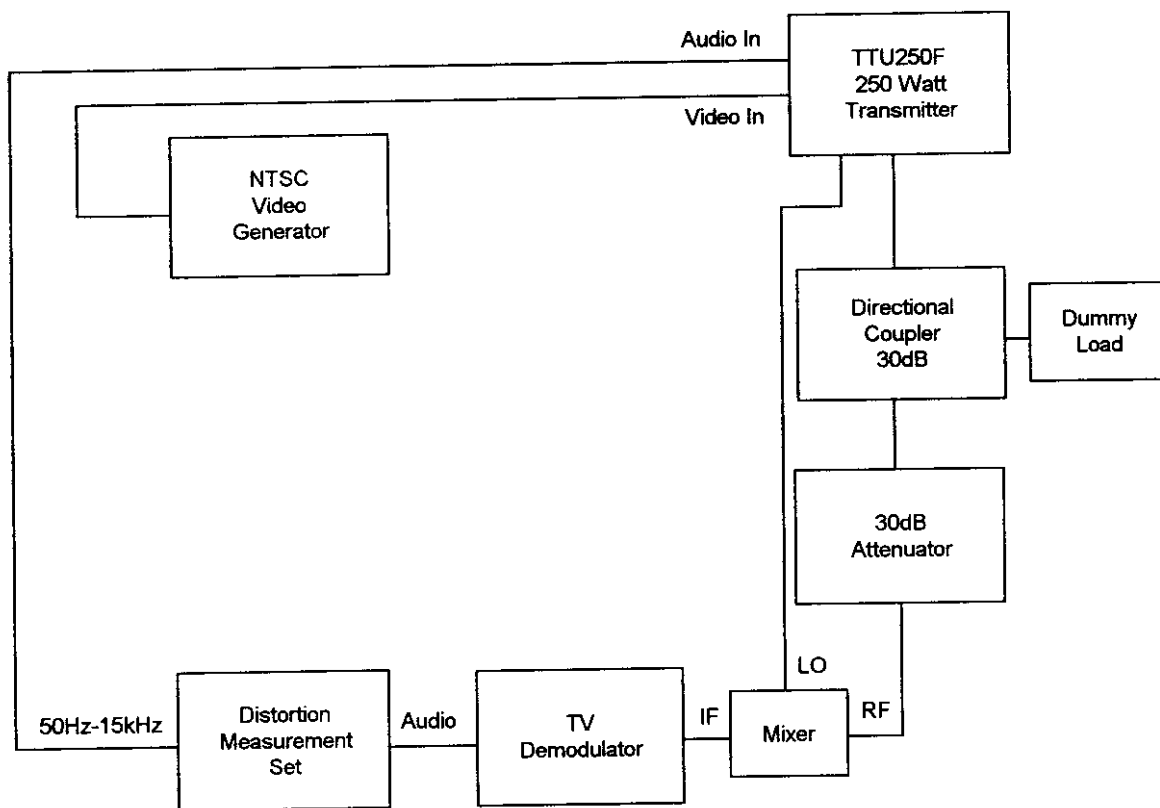 Audio In
TTU250F
250 Watt
Transmitter
Video In
NTSC
Video
Generator
Directional
Coupler
30dB
Dummy
Load
30dB
Attenuator
LO
50Hz-15kHz
Distortion
Measurement
Set
Audio
TV
Demodulator
IF
Mixer
RF